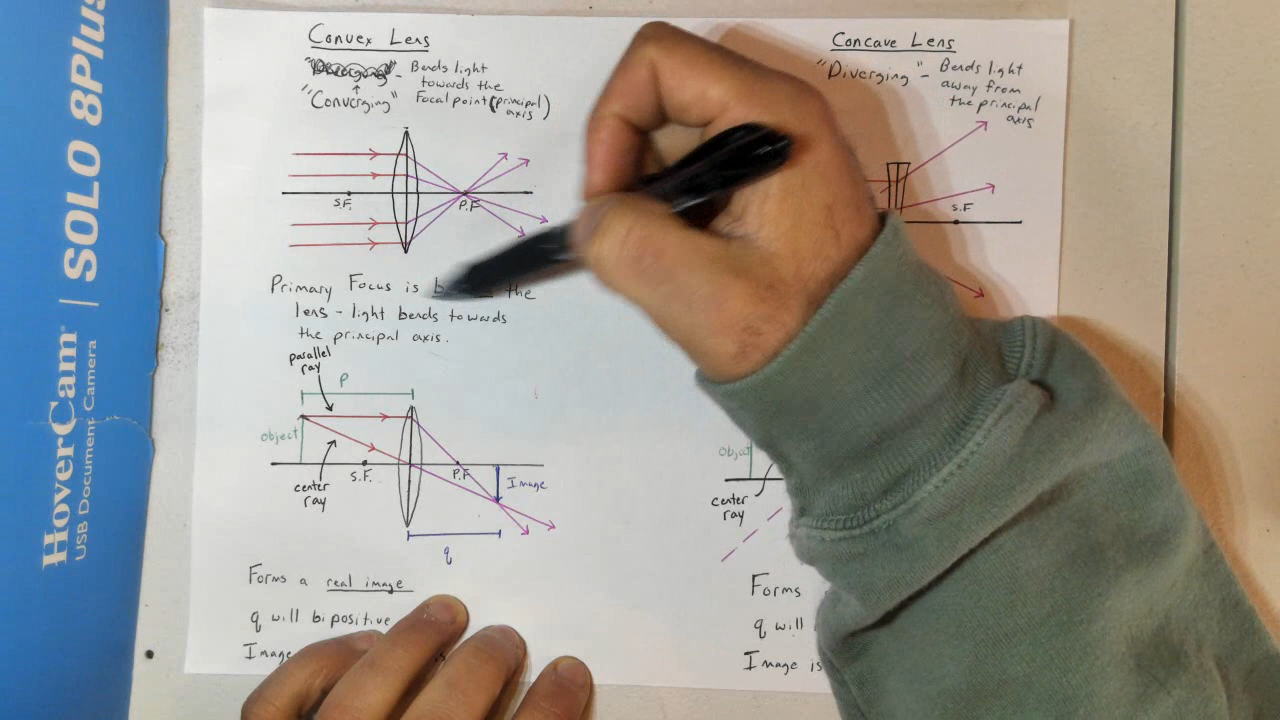 HoverCam | SOLO 8Plus
USB Document Camera
Convex Lens
"Converging" - Bends light
towards the
Focal point (principal
axis)
S.F.
P.F
Primary Focus is the
lens - light bends towards
the principal axis.
parallel
ray
P
object
center
ray
S.F.
P.F
Image
q
Forms a real image
q will bi positive
Image is
Concave Lens
"Diverging" - Bends light
away from
the principal
axis
S.F
Object
center
ray
Forms
q will
Image is